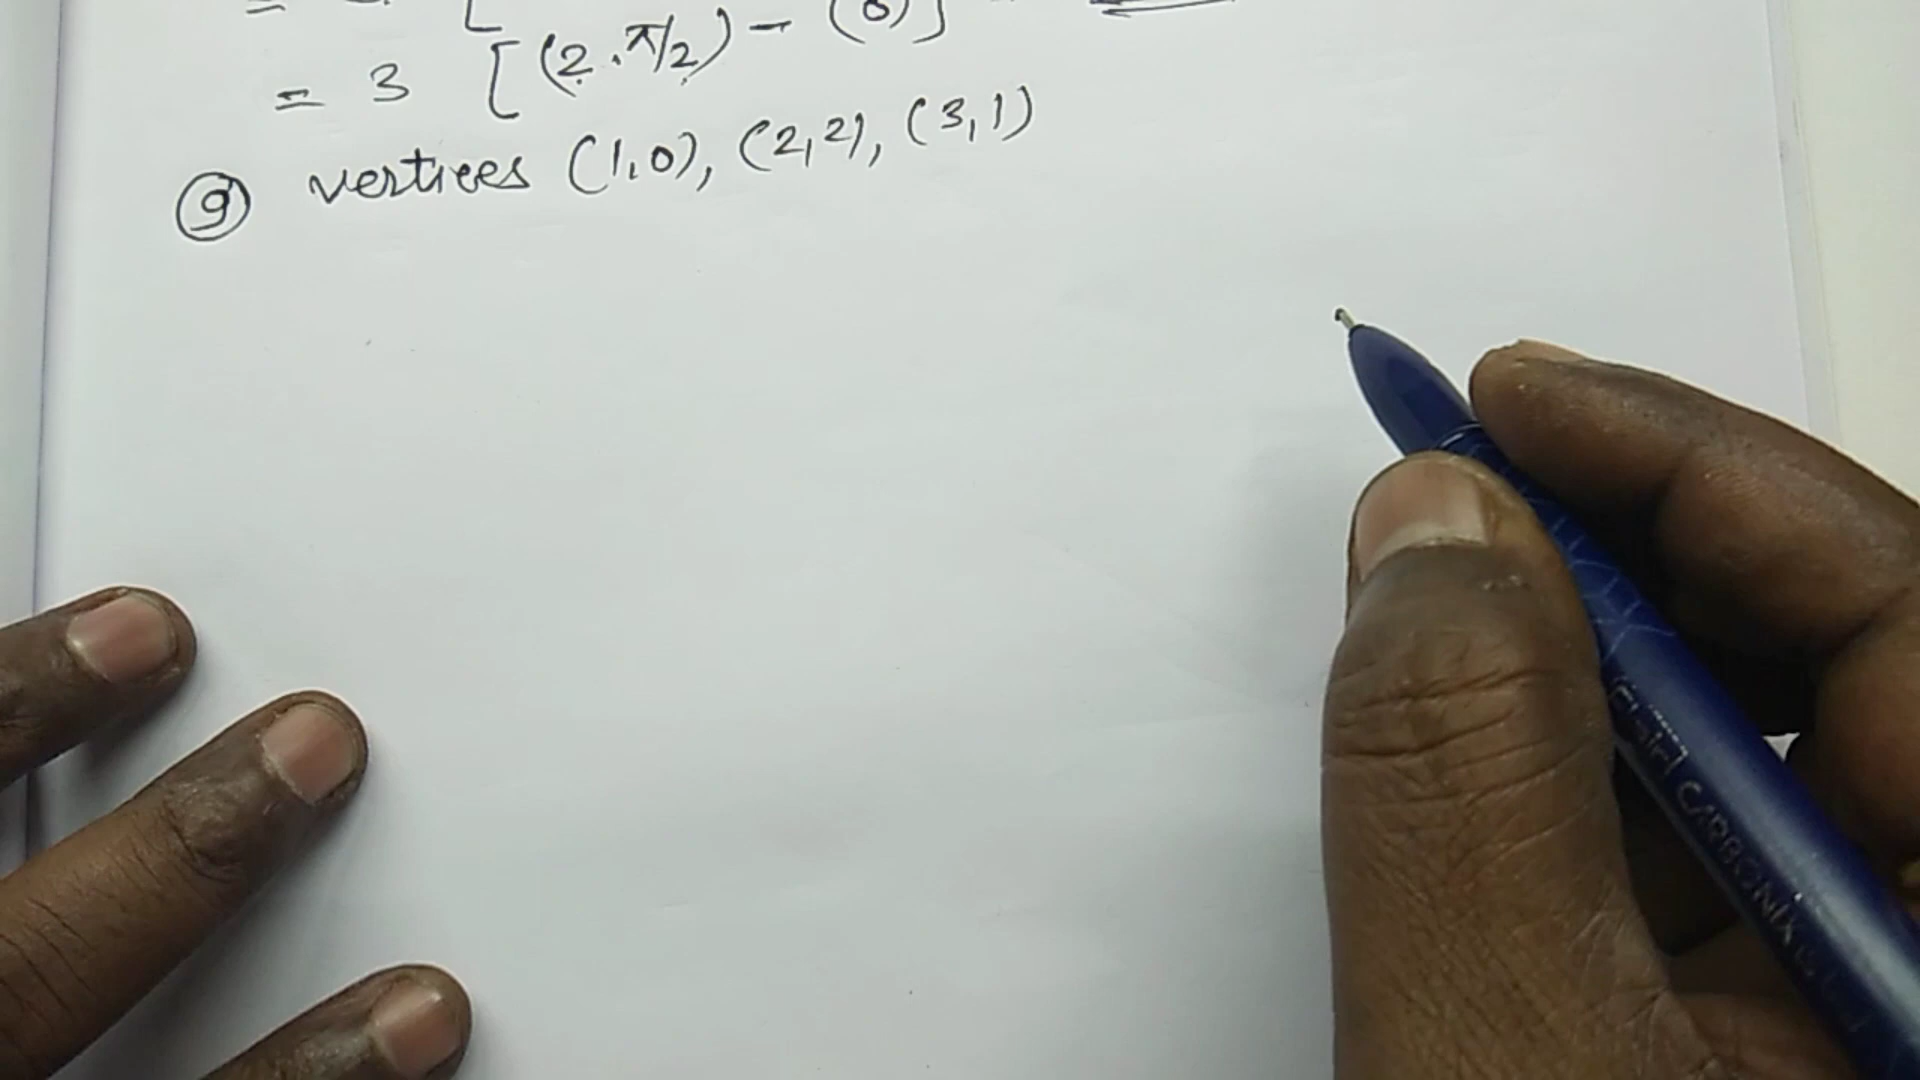 = 3 [(2.π/2) - (0)]
⑨ vertices (1,0), (2,2), (3,1)